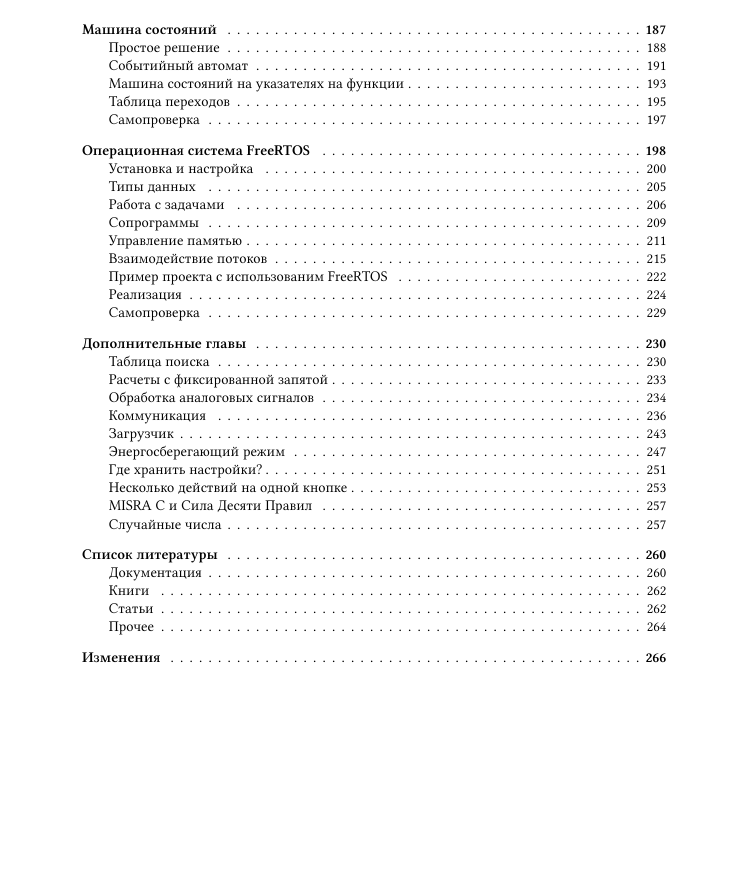 Машина состояний . . . . . . . . . . . . . . . . . . . . . . . . . . . . . . . . . . . . . . . . . . . . 187
Простое решение . . . . . . . . . . . . . . . . . . . . . . . . . . . . . . . . . . . . . . . . . . . . 188
Событийный автомат . . . . . . . . . . . . . . . . . . . . . . . . . . . . . . . . . . . . . . . . . 191
Машина состояний на указателях на функции . . . . . . . . . . . . . . . . . . . . . . . . . 193
Таблица переходов . . . . . . . . . . . . . . . . . . . . . . . . . . . . . . . . . . . . . . . . . . . 195
Самопроверка . . . . . . . . . . . . . . . . . . . . . . . . . . . . . . . . . . . . . . . . . . . . . . 197
Операционная система FreeRTOS . . . . . . . . . . . . . . . . . . . . . . . . . . . . . . . . . . 198
Установка и настройка . . . . . . . . . . . . . . . . . . . . . . . . . . . . . . . . . . . . . . . . 200
Типы данных . . . . . . . . . . . . . . . . . . . . . . . . . . . . . . . . . . . . . . . . . . . . . . 205
Работа с задачами . . . . . . . . . . . . . . . . . . . . . . . . . . . . . . . . . . . . . . . . . . . 206
Сопрограммы . . . . . . . . . . . . . . . . . . . . . . . . . . . . . . . . . . . . . . . . . . . . . . 209
Управление памятью . . . . . . . . . . . . . . . . . . . . . . . . . . . . . . . . . . . . . . . . . . 211
Взаимодействие потоков . . . . . . . . . . . . . . . . . . . . . . . . . . . . . . . . . . . . . . . 215
Пример проекта с использованим FreeRTOS . . . . . . . . . . . . . . . . . . . . . . . . . . 222
Реализация . . . . . . . . . . . . . . . . . . . . . . . . . . . . . . . . . . . . . . . . . . . . . . . . 224
Самопроверка . . . . . . . . . . . . . . . . . . . . . . . . . . . . . . . . . . . . . . . . . . . . . . 229
Дополнительные главы . . . . . . . . . . . . . . . . . . . . . . . . . . . . . . . . . . . . . . . . . 230
Таблица поиска . . . . . . . . . . . . . . . . . . . . . . . . . . . . . . . . . . . . . . . . . . . . . 230
Расчеты с фиксированной запятой . . . . . . . . . . . . . . . . . . . . . . . . . . . . . . . . . 233
Обработка аналоговых сигналов . . . . . . . . . . . . . . . . . . . . . . . . . . . . . . . . . . 234
Коммуникация . . . . . . . . . . . . . . . . . . . . . . . . . . . . . . . . . . . . . . . . . . . . . 236
Загрузчик . . . . . . . . . . . . . . . . . . . . . . . . . . . . . . . . . . . . . . . . . . . . . . . . . 243
Энергосберегающий режим . . . . . . . . . . . . . . . . . . . . . . . . . . . . . . . . . . . . . . 247
Где хранить настройки? . . . . . . . . . . . . . . . . . . . . . . . . . . . . . . . . . . . . . . . . 251
Несколько действий на одной кнопке . . . . . . . . . . . . . . . . . . . . . . . . . . . . . . . 253
MISRA C и Сила Десяти Правил . . . . . . . . . . . . . . . . . . . . . . . . . . . . . . . . . . 257
Случайные числа . . . . . . . . . . . . . . . . . . . . . . . . . . . . . . . . . . . . . . . . . . . . 257
Список литературы . . . . . . . . . . . . . . . . . . . . . . . . . . . . . . . . . . . . . . . . . . . . 260
Документация . . . . . . . . . . . . . . . . . . . . . . . . . . . . . . . . . . . . . . . . . . . . . . 260
Книги . . . . . . . . . . . . . . . . . . . . . . . . . . . . . . . . . . . . . . . . . . . . . . . . . . . 262
Статьи . . . . . . . . . . . . . . . . . . . . . . . . . . . . . . . . . . . . . . . . . . . . . . . . . . . 262
Прочее . . . . . . . . . . . . . . . . . . . . . . . . . . . . . . . . . . . . . . . . . . . . . . . . . . . 264
Изменения . . . . . . . . . . . . . . . . . . . . . . . . . . . . . . . . . . . . . . . . . . . . . . . . . . 266